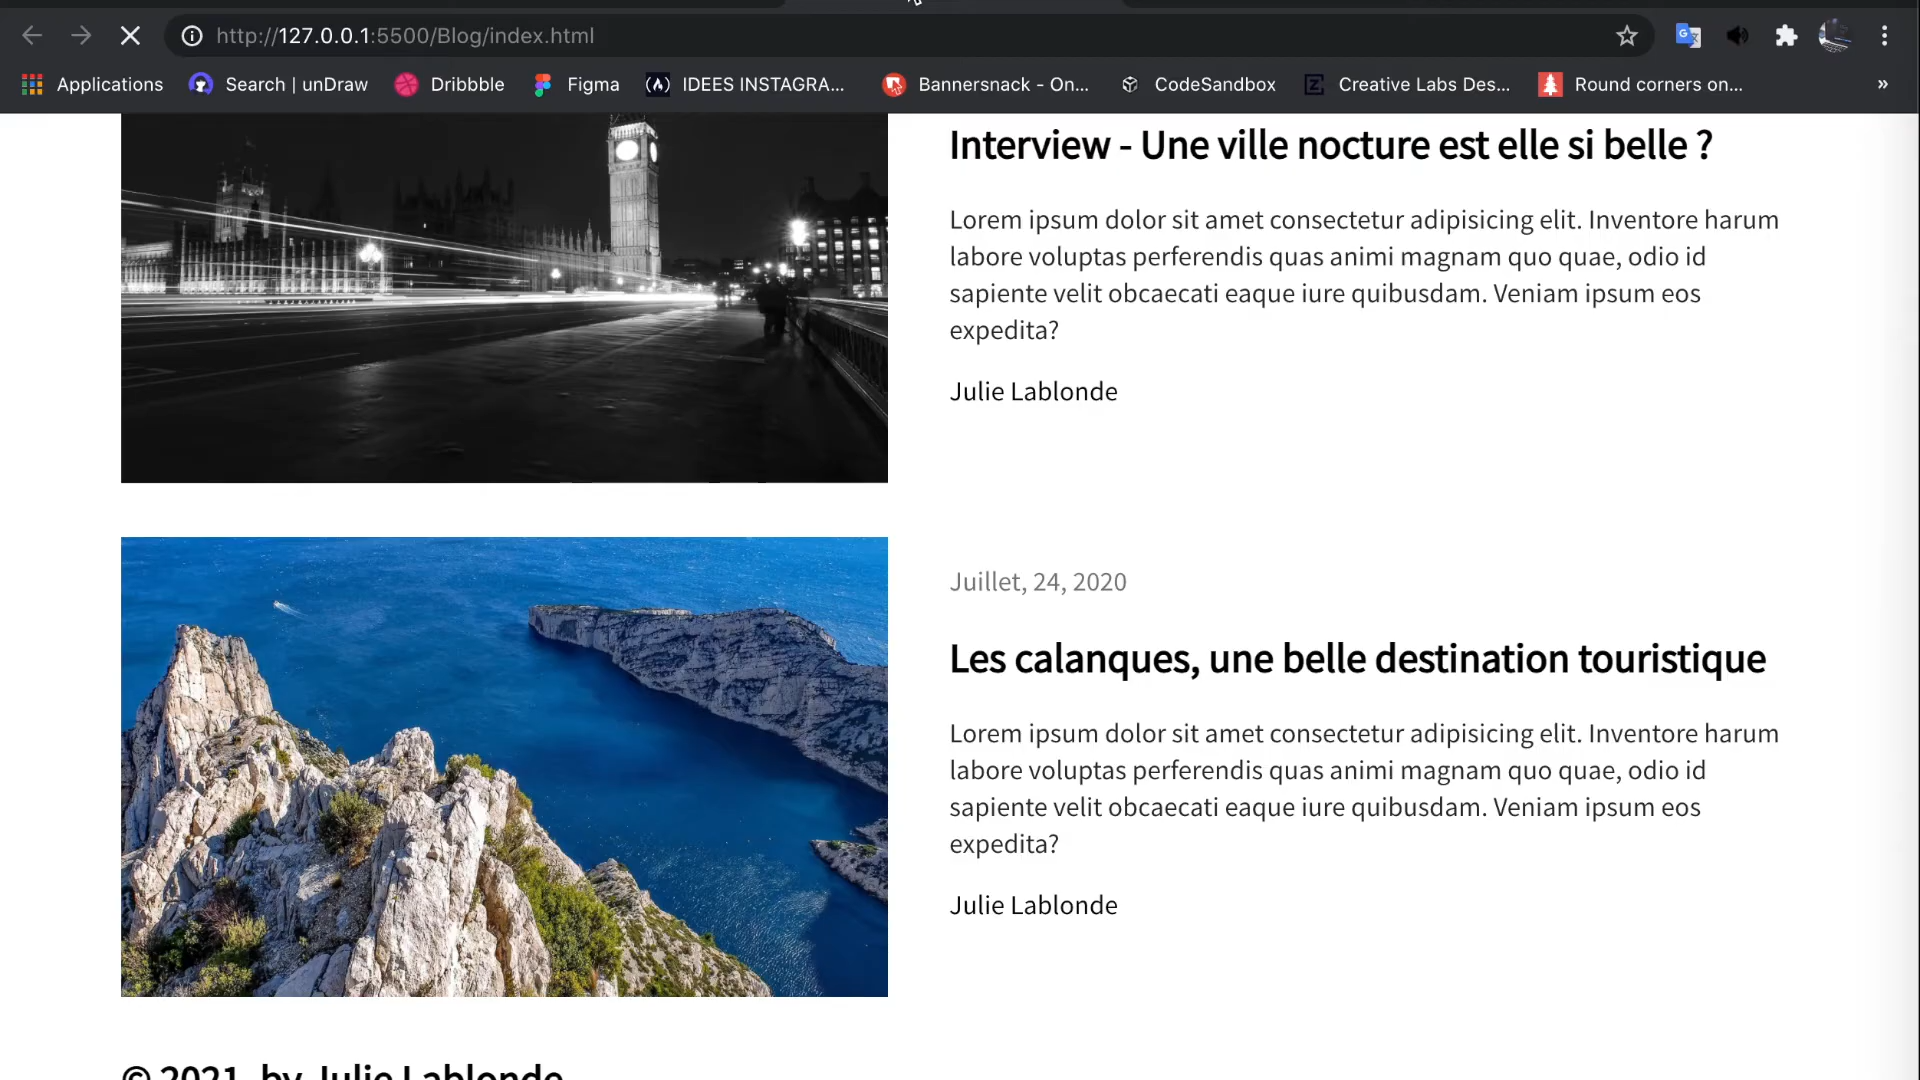 http://127.0.0.1:5500/Blog/index.html
Applications
Search | unDraw
Dribbble
Figma
IDEES INSTAGRA...
Bannersnack - On...
CodeSandbox
Creative Labs Des...
Round corners on...
»
Interview - Une ville nocture est elle si belle ?
Lorem ipsum dolor sit amet consectetur adipisicing elit. Inventore harum
labore voluptas perferendis quas animi magnam quo quae, odio id
sapiente velit obcaecati eaque iure quibusdam. Veniam ipsum eos
expedita?
Julie Lablonde
Juillet, 24, 2020
Les calanques, une belle destination touristique
Lorem ipsum dolor sit amet consectetur adipisicing elit. Inventore harum
labore voluptas perferendis quas animi magnam quo quae, odio id
sapiente velit obcaecati eaque iure quibusdam. Veniam ipsum eos
expedita?
Julie Lablonde
© 2021, by Julie Lablonde